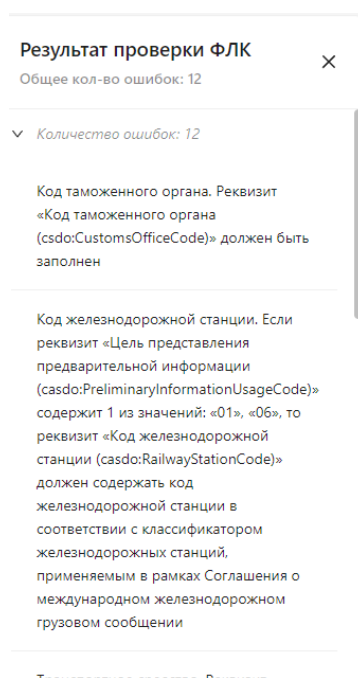 Результат проверки ФЛК
Общее кол-во ошибок: 12
Количество ошибок: 12
Код таможенного органа. Реквизит
«Код таможенного органа
(csdo:CustomsOfficeCode)» должен быть
заполнен
Код железнодорожной станции. Если
реквизит «Цель представления
предварительной информации
(casdo:PreliminaryInformationUsageCode)»
содержит 1 из значений: «01», «06», то
реквизит «Код железнодорожной
станции (casdo:RailwayStationCode)»
должен содержать код
железнодорожной станции в
соответствии с классификатором
железнодорожных станций,
применяемым в рамках Соглашения о
международном железнодорожном
грузовом сообщении